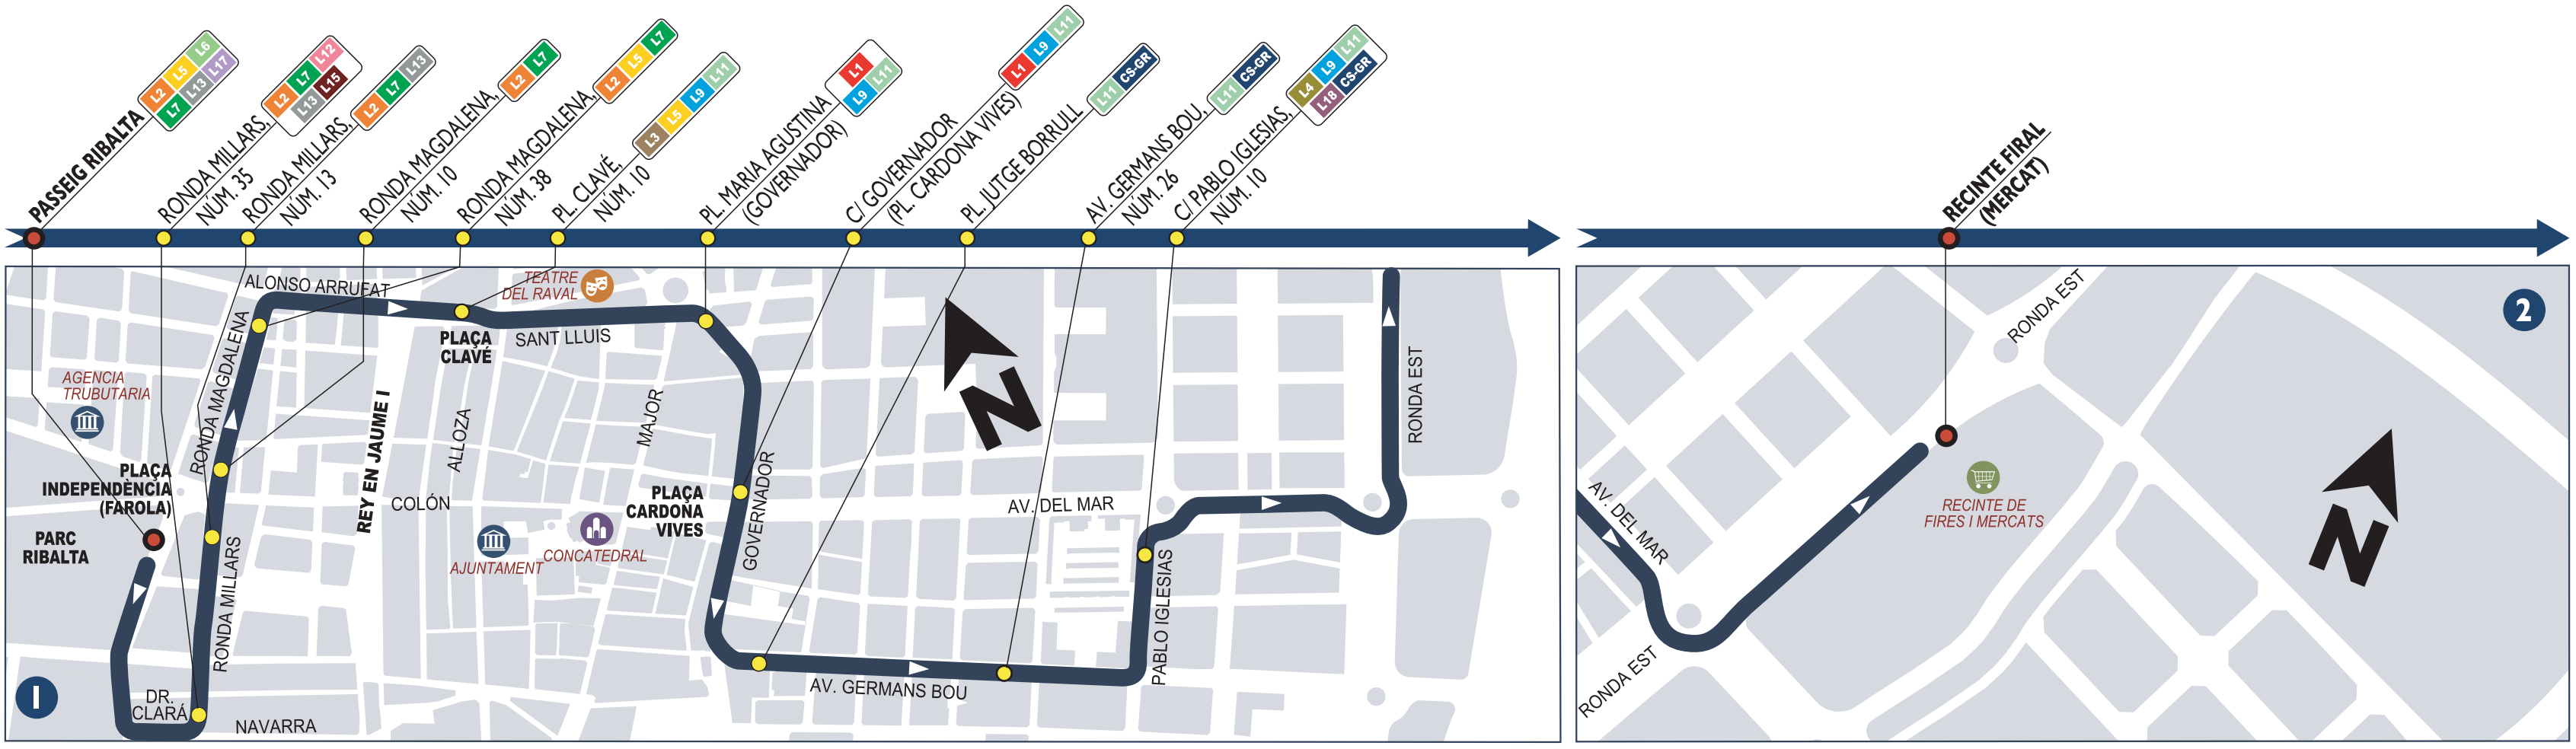 PASSEIG RIBALTA
L2 L5 L6
L7 L13 L17
RONDA MILLARS,
NÚM. 35
L2 L7 L12
L13 L15
RONDA MILLARS,
NÚM. 13
L2 L7 L13
RONDA MAGDALENA,
NÚM. 10
L2 L7
RONDA MAGDALENA,
NÚM. 38
L2 L5 L7
PL. CLAVÉ,
NÚM. 10
L3 L5 L9 L11
PL. MARIA AGUSTINA
(GOVERNADOR)
L1
L9 L11
C/ GOVERNADOR
(PL. CARDONA VIVES)
L1 L9 L11
PL. JUTGE BORRULL
L11 CS-GR
AV. GERMANS BOU,
NÚM. 26
L11 CS-GR
C/ PABLO IGLESIAS,
NÚM. 10
L4 L9 L11
L18 CS-GR
RECINTE FIRAL
(MERCAT)
ALONSO ARRUFAT
TEATRE
DEL RAVAL
PLAÇA
CLAVÉ
SANT LLUIS
AGENCIA
TRUBUTARIA
RONDA MAGDALENA
REY EN JAUME I
ALLOZA
MAJOR
PLAÇA
INDEPENDÈNCIA
(FAROLA)
PARC
RIBALTA
COLÓN
PLAÇA
CARDONA
VIVES
GOVERNADOR
AJUNTAMENT
CONCATEDRAL
RONDA MILLARS
DR.
CLARÁ
NAVARRA
1
N
AV. DEL MAR
RONDA EST
PABLO IGLESIAS
AV. GERMANS BOU
RONDA EST
2
AV. DEL MAR
RECINTE DE
FIRES I MERCATS
N
RONDA EST